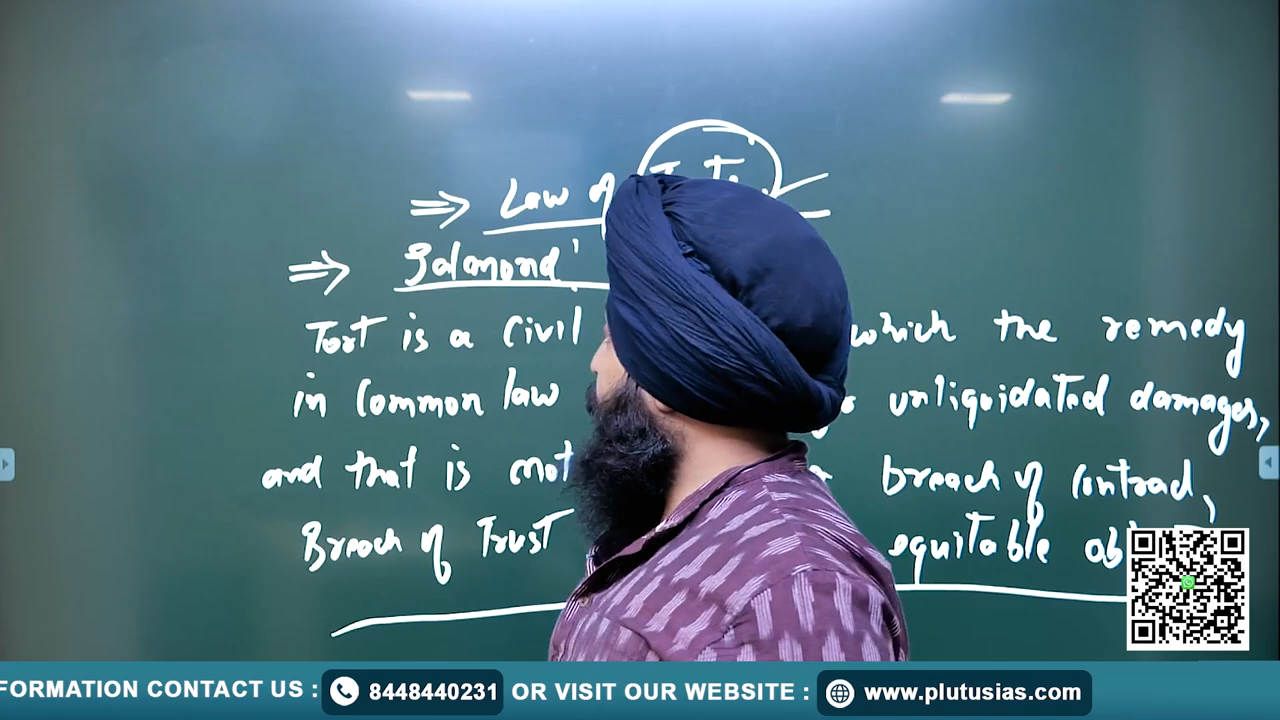 ⇒ Law of
⇒ Salmond'
Tort is a Civil which the remedy
in Common law unliquidated damages,
and that is not breach of contract,
Breach of Trust equitable
FORMATION CONTACT US : 8448440231 OR VISIT OUR WEBSITE : www.plutusias.com